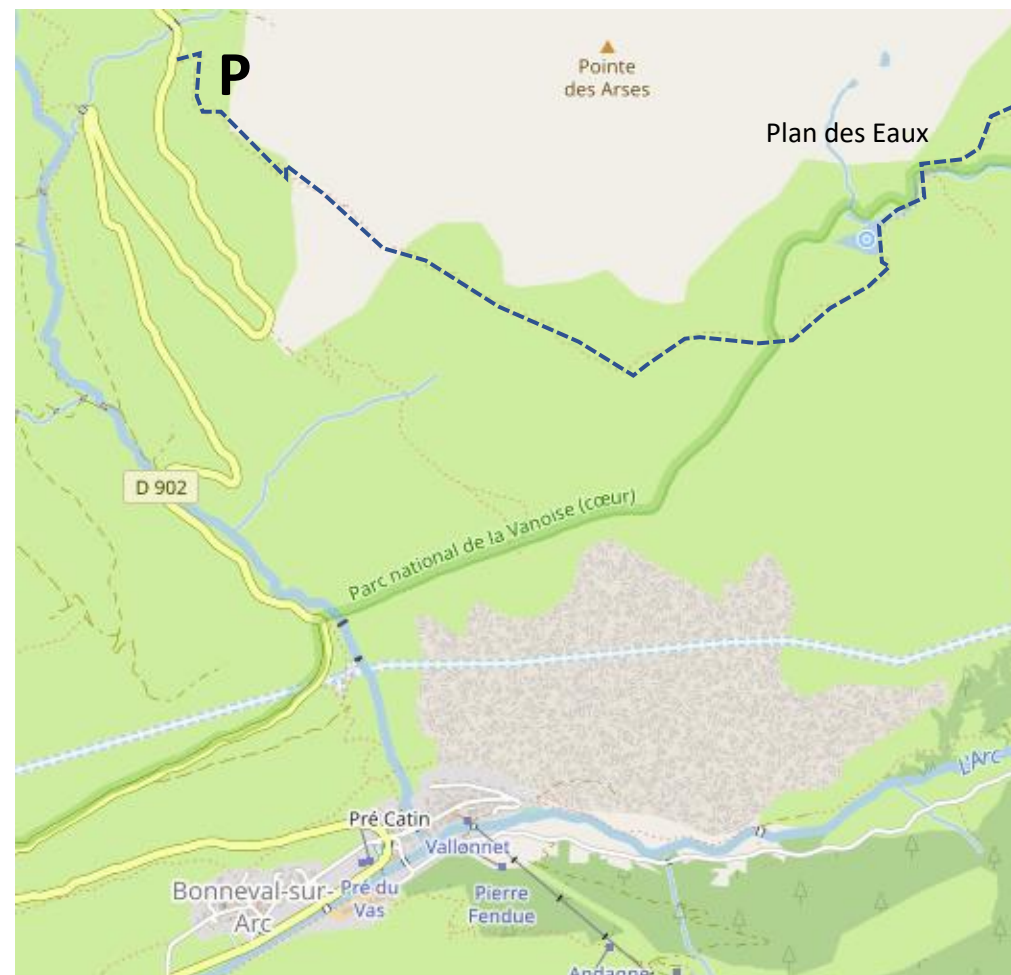 P
Pointe
des Arses
Plan des Eaux
D 902
Parc national de la Vanoise (cœur)
L'Arc
Pré Catin
Vallonnet
Bonneval-sur-
Arc
Pré du
Vas
Pierre
Fendue
Andagne